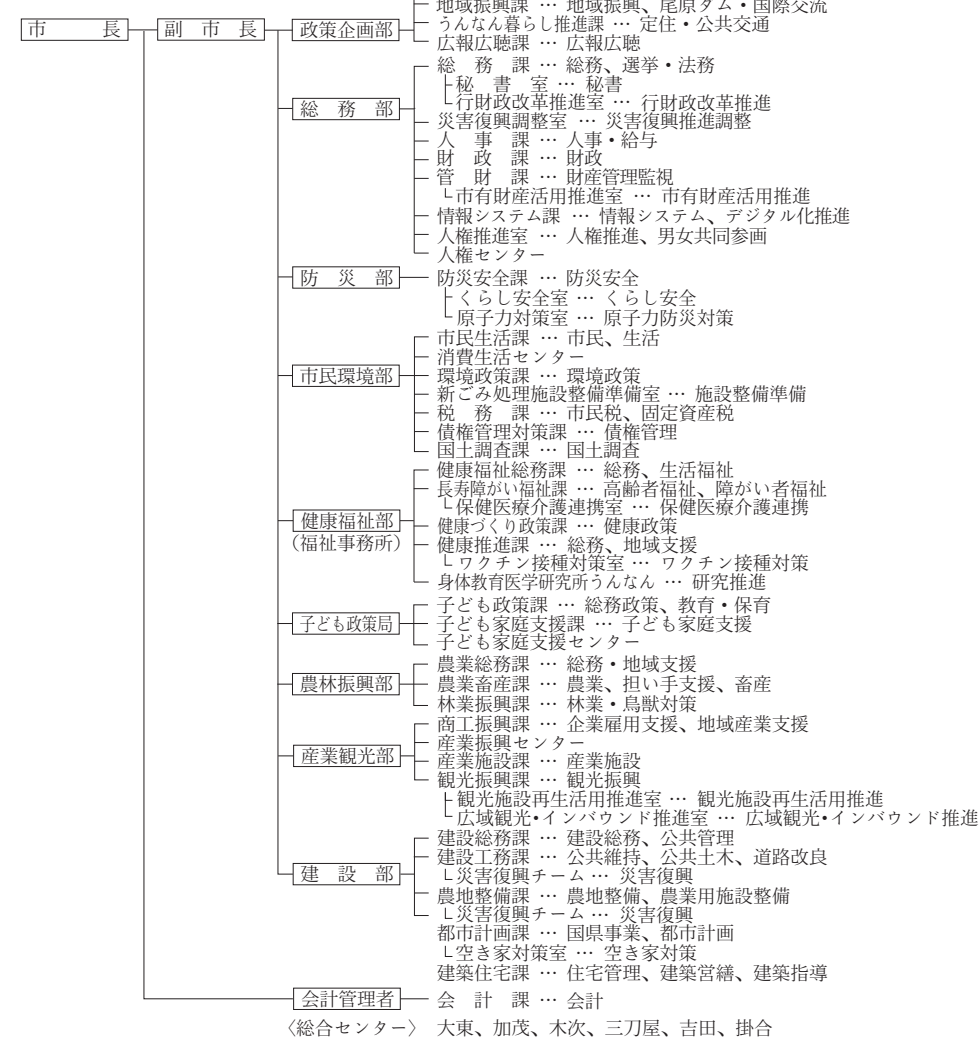 地域振興課 … 地域振興、尾原ダム・国際交流
市長 副市長 政策企画部 うんなん暮らし推進課 … 定住・公共交通
広報広聴課 … 広報広聴
総務課 … 総務、選挙・法務
秘書室 … 秘書
総務部 行財政改革推進室 … 行財政改革推進
災害復興調整室 … 災害復興推進調整
人事課 … 人事・給与
財政課 … 財政
管財課 … 財産管理監視
市有財産活用推進室 … 市有財産活用推進
情報システム課 … 情報システム、デジタル化推進
人権推進室 … 人権推進、男女共同参画
人権センター
防災部 防災安全課 … 防災安全
くらし安全室 … くらし安全
原子力対策室 … 原子力防災対策
市民生活課 … 市民、生活
消費生活センター
市民環境部 環境政策課 … 環境政策
新ごみ処理施設整備準備室 … 施設整備準備
税務課 … 市民税、固定資産税
債権管理対策課 … 債権管理
国土調査課 … 国土調査
健康福祉総務課 … 総務、生活福祉
長寿障がい福祉課 … 高齢者福祉、障がい者福祉
保健医療介護連携室 … 保健医療介護連携
健康福祉部 健康づくり政策課 … 健康政策
(福祉事務所) 健康推進課 … 総務、地域支援
ワクチン接種対策室 … ワクチン接種対策
身体教育医学研究所うんなん … 研究推進
子ども政策課 … 総務政策、教育・保育
子ども政策局 子ども家庭支援課 … 子ども家庭支援
子ども家庭支援センター
農業総務課 … 総務・地域支援
農林振興部 農業畜産課 … 農業、担い手支援、畜産
林業振興課 … 林業・鳥獣対策
商工振興課 … 企業雇用支援、地域産業支援
産業振興センター
産業観光部 産業施設課 … 産業施設
観光振興課 … 観光振興
観光施設再生活用推進室 … 観光施設再生活用推進
広域観光・インバウンド推進室 … 広域観光・インバウンド推進
建設総務課 … 建設総務、公共管理
建設工務課 … 公共維持、公共土木、道路改良
建設部 災害復興チーム … 災害復興
農地整備課 … 農地整備、農業用施設整備
災害復興チーム … 災害復興
都市計画課 … 国県事業、都市計画
空き家対策室 … 空き家対策
建築住宅課 … 住宅管理、建築営繕、建築指導
会計管理者 会計課 … 会計
〈総合センター〉 大東、加茂、木次、三刀屋、吉田、掛合